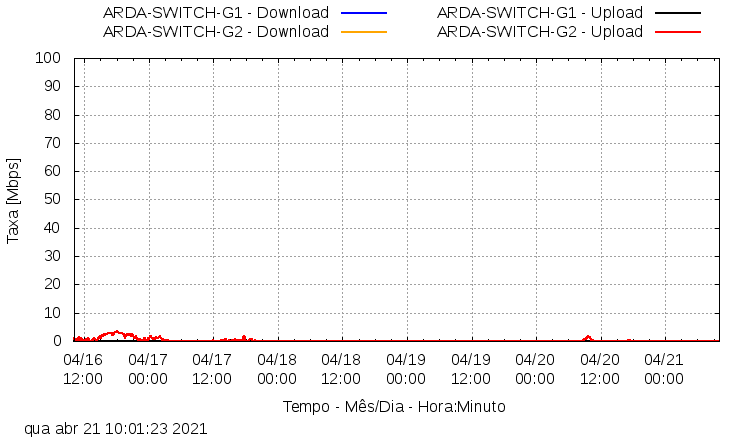 ARDA-SWITCH-G1 - Download ARDA-SWITCH-G1 - Upload
ARDA-SWITCH-G2 - Download ARDA-SWITCH-G2 - Upload
100
90
80
70
60
50
40
30
20
10
0
Taxa [Mbps]
04/16 04/17 04/17 04/18 04/18 04/19 04/19 04/20 04/20 04/21
12:00 00:00 12:00 00:00 12:00 00:00 12:00 00:00 12:00 00:00
Tempo - Mês/Dia - Hora:Minuto
qua abr 21 10:01:23 2021